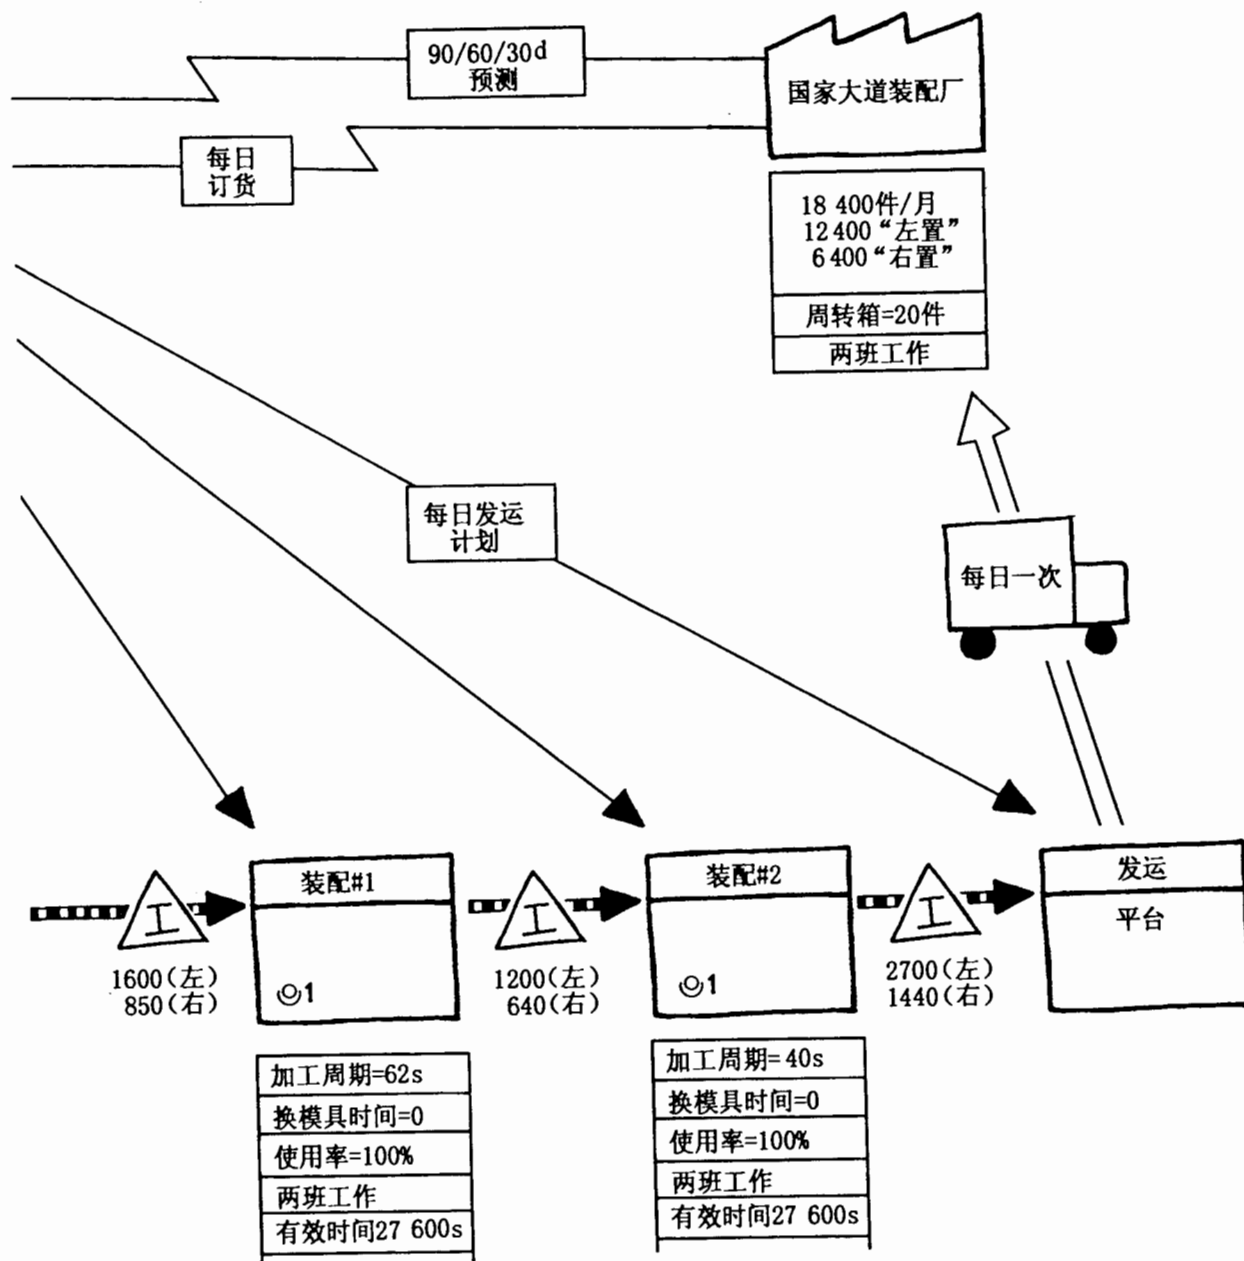 90/60/30d
预测
国家大道装配厂
每日
订货
18 400件/月
12 400“左置”
6 400“右置”
周转箱=20件
两班工作
每日发运
计划
每日一次
装配#1
装配#2
发运
平台
工
工
工
1
1
1600(左)
850(右)
1200(左)
640(右)
2700(左)
1440(右)
加工周期=62s
换模具时间=0
使用率=100%
两班工作
有效时间27 600s
加工周期=40s
换模具时间=0
使用率=100%
两班工作
有效时间27 600s